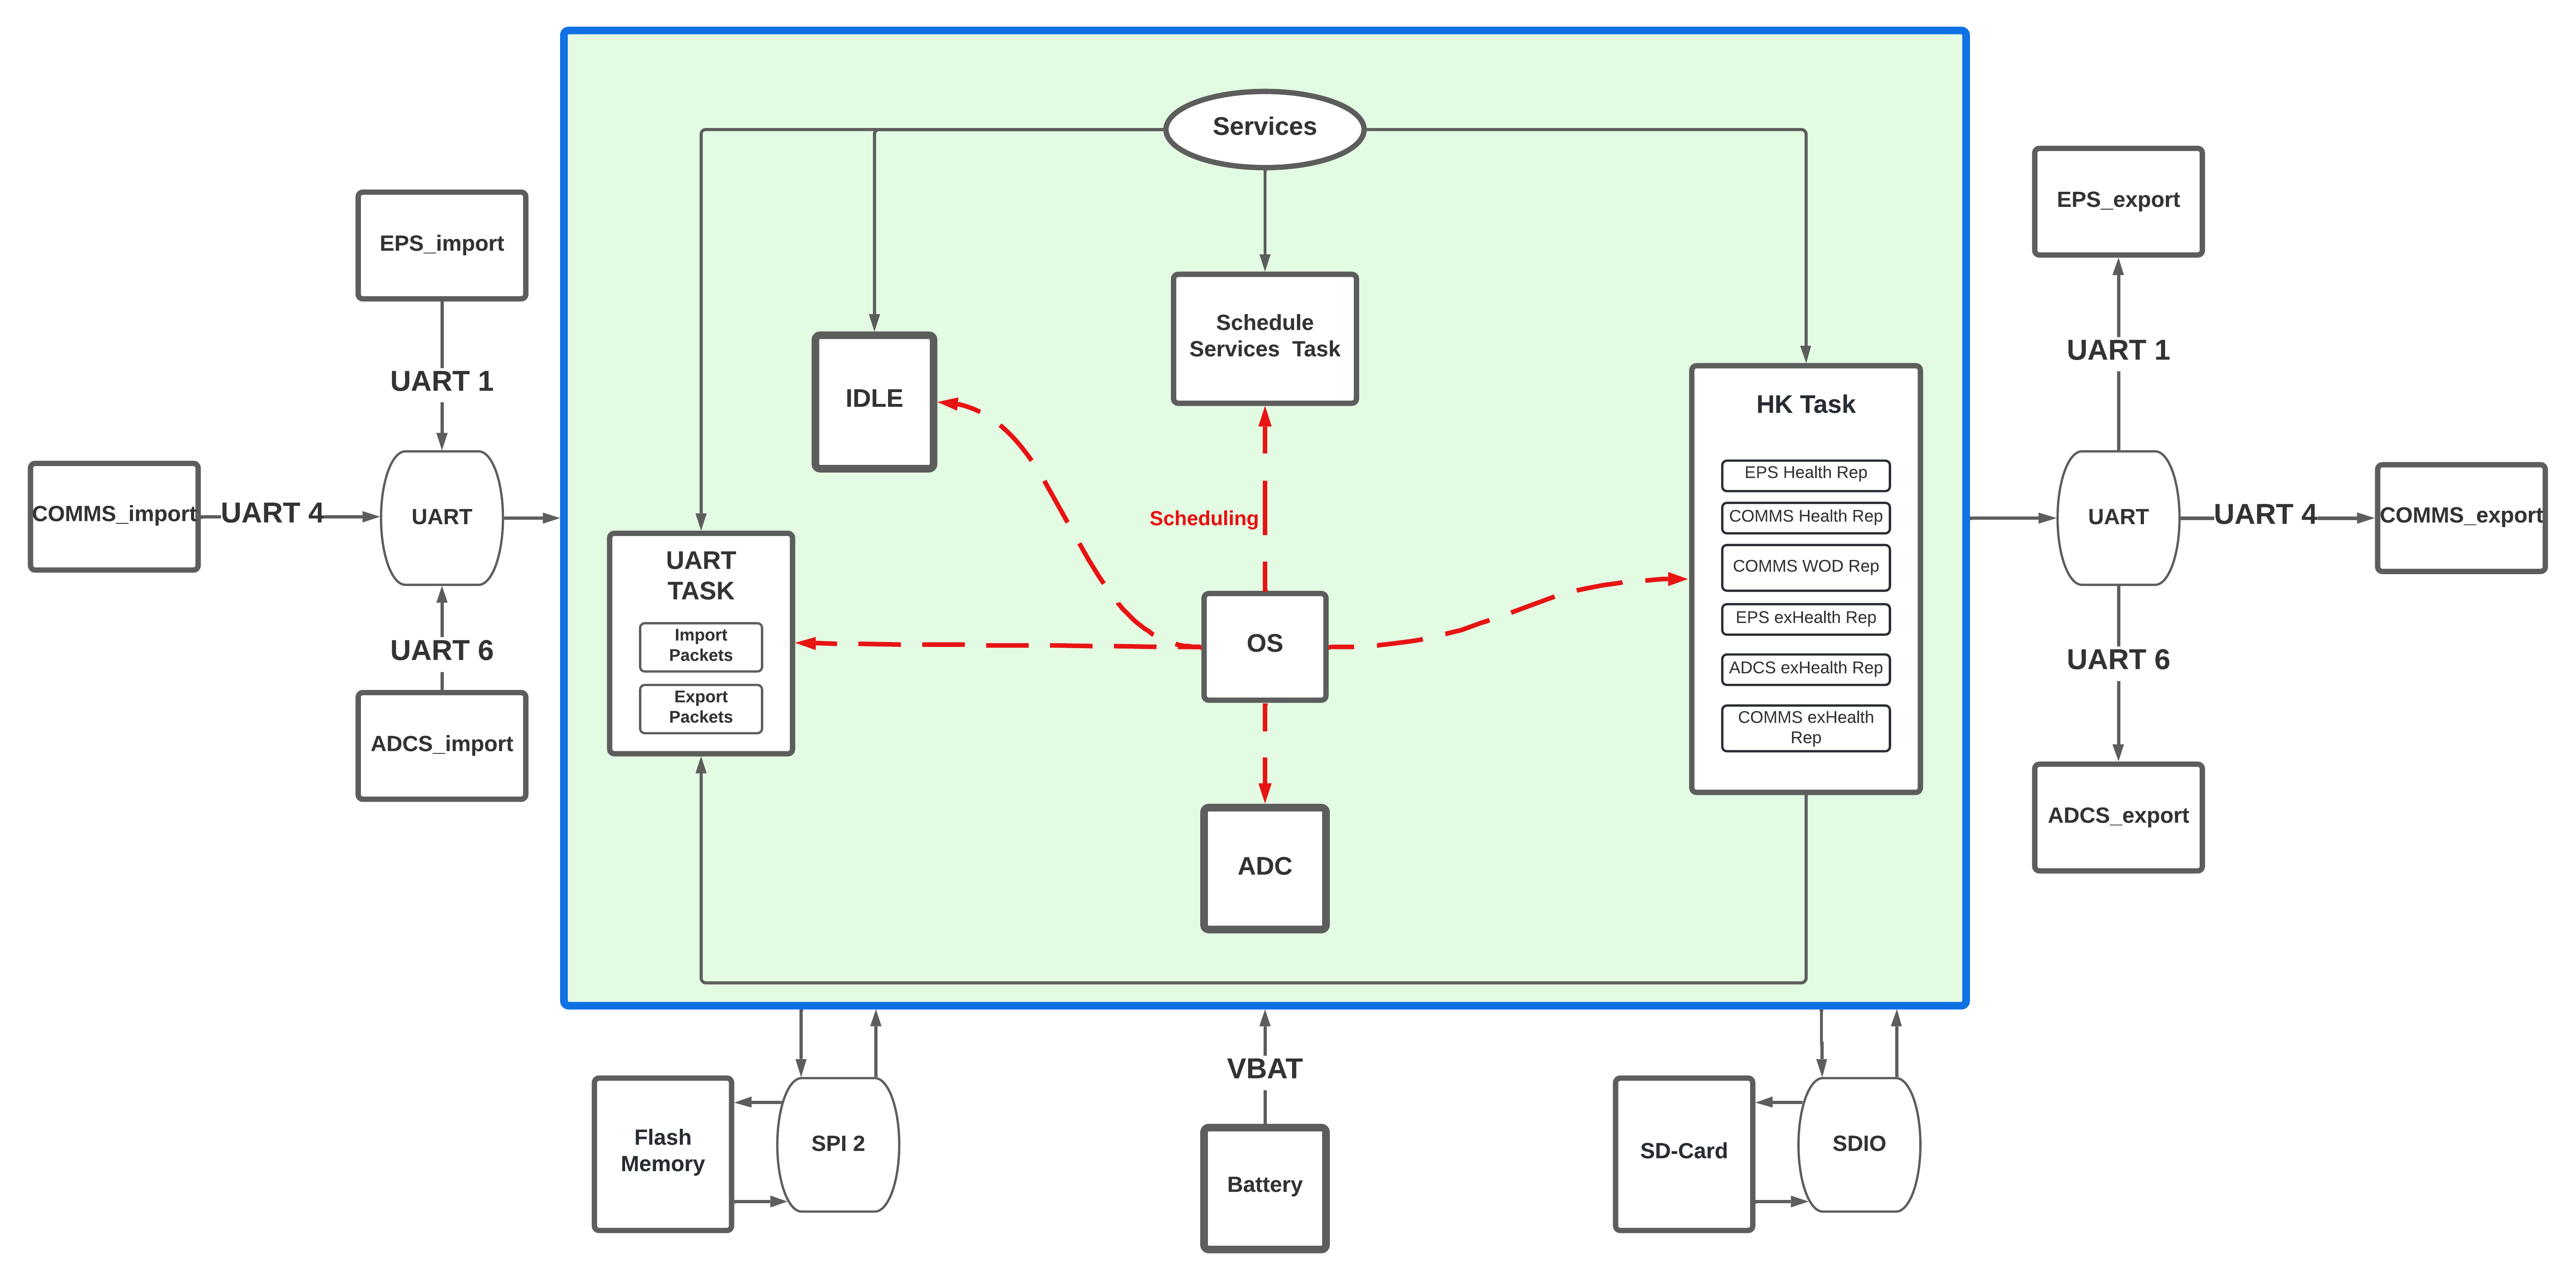 Services
EPS_import
UART 1
COMMS_import
UART 4
UART
UART 6
ADCS_import
IDLE
Schedule
Services Task
Scheduling
UART
TASK
Import
Packets
Export
Packets
OS
ADC
HK Task
EPS Health Rep
COMMS Health Rep
COMMS WOD Rep
EPS exHealth Rep
ADCS exHealth Rep
COMMS exHealth
Rep
EPS_export
UART 1
UART
UART 4
COMMS_export
UART 6
ADCS_export
Flash
Memory
SPI 2
VBAT
Battery
SD-Card
SDIO